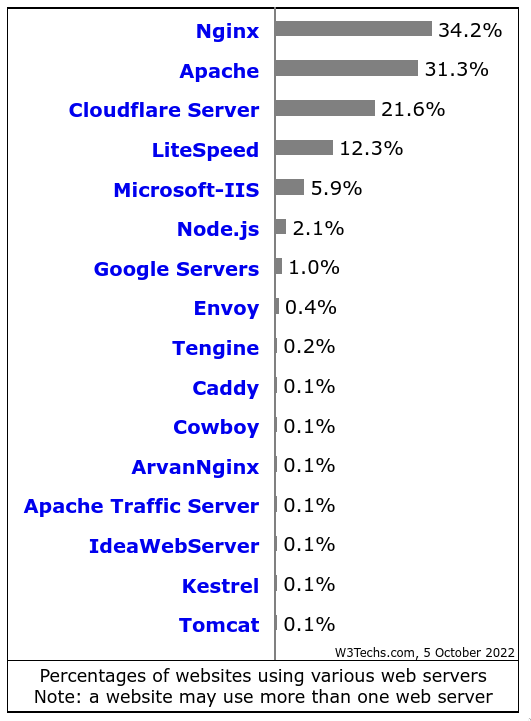 Nginx 34.2%
Apache 31.3%
Cloudflare Server 21.6%
LiteSpeed 12.3%
Microsoft-IIS 5.9%
Node.js 2.1%
Google Servers 1.0%
Envoy 0.4%
Tengine 0.2%
Caddy 0.1%
Cowboy 0.1%
ArvanNginx 0.1%
Apache Traffic Server 0.1%
IdeaWebServer 0.1%
Kestrel 0.1%
Tomcat 0.1%
W3Techs.com, 5 October 2022
Percentages of websites using various web servers
Note: a website may use more than one web server